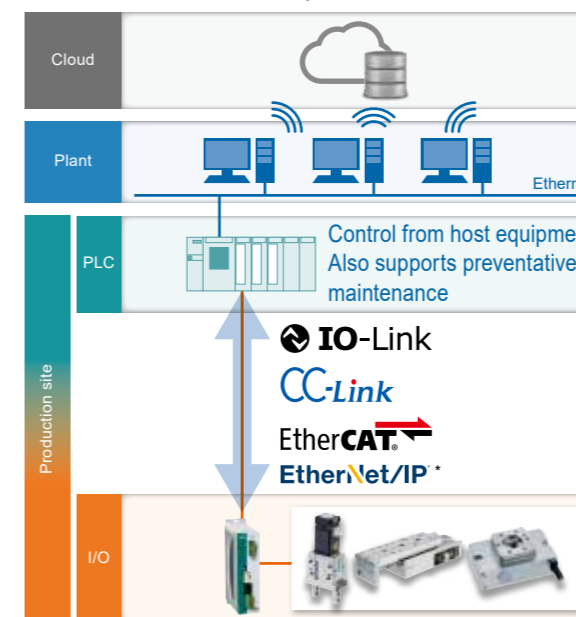 Cloud
Plant
Ethern
Production site
PLC
Control from host equipme
Also supports preventative
maintenance
IO-Link
CC-Link
EtherCAT®
EtherNet/IP *
I/O